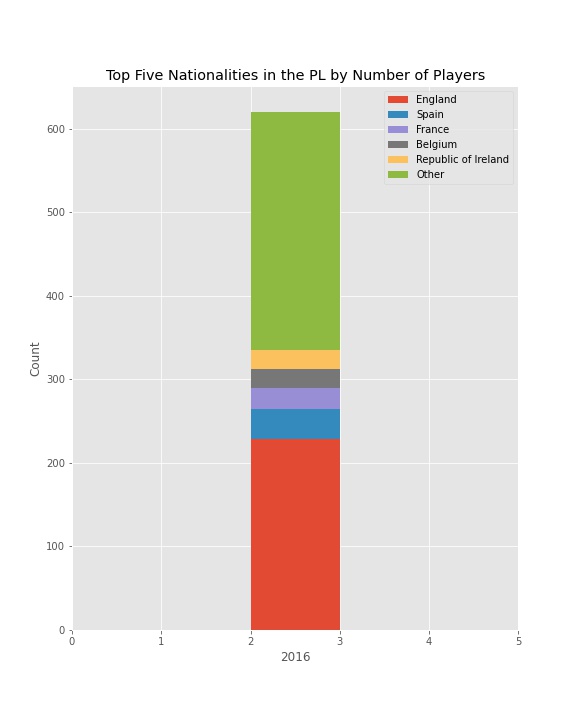 Top Five Nationalities in the PL by Number of Players
England
Spain
France
Belgium
Republic of Ireland
Other
600
500
400
300
200
100
0
Count
0 1 2 3 4 5
2016